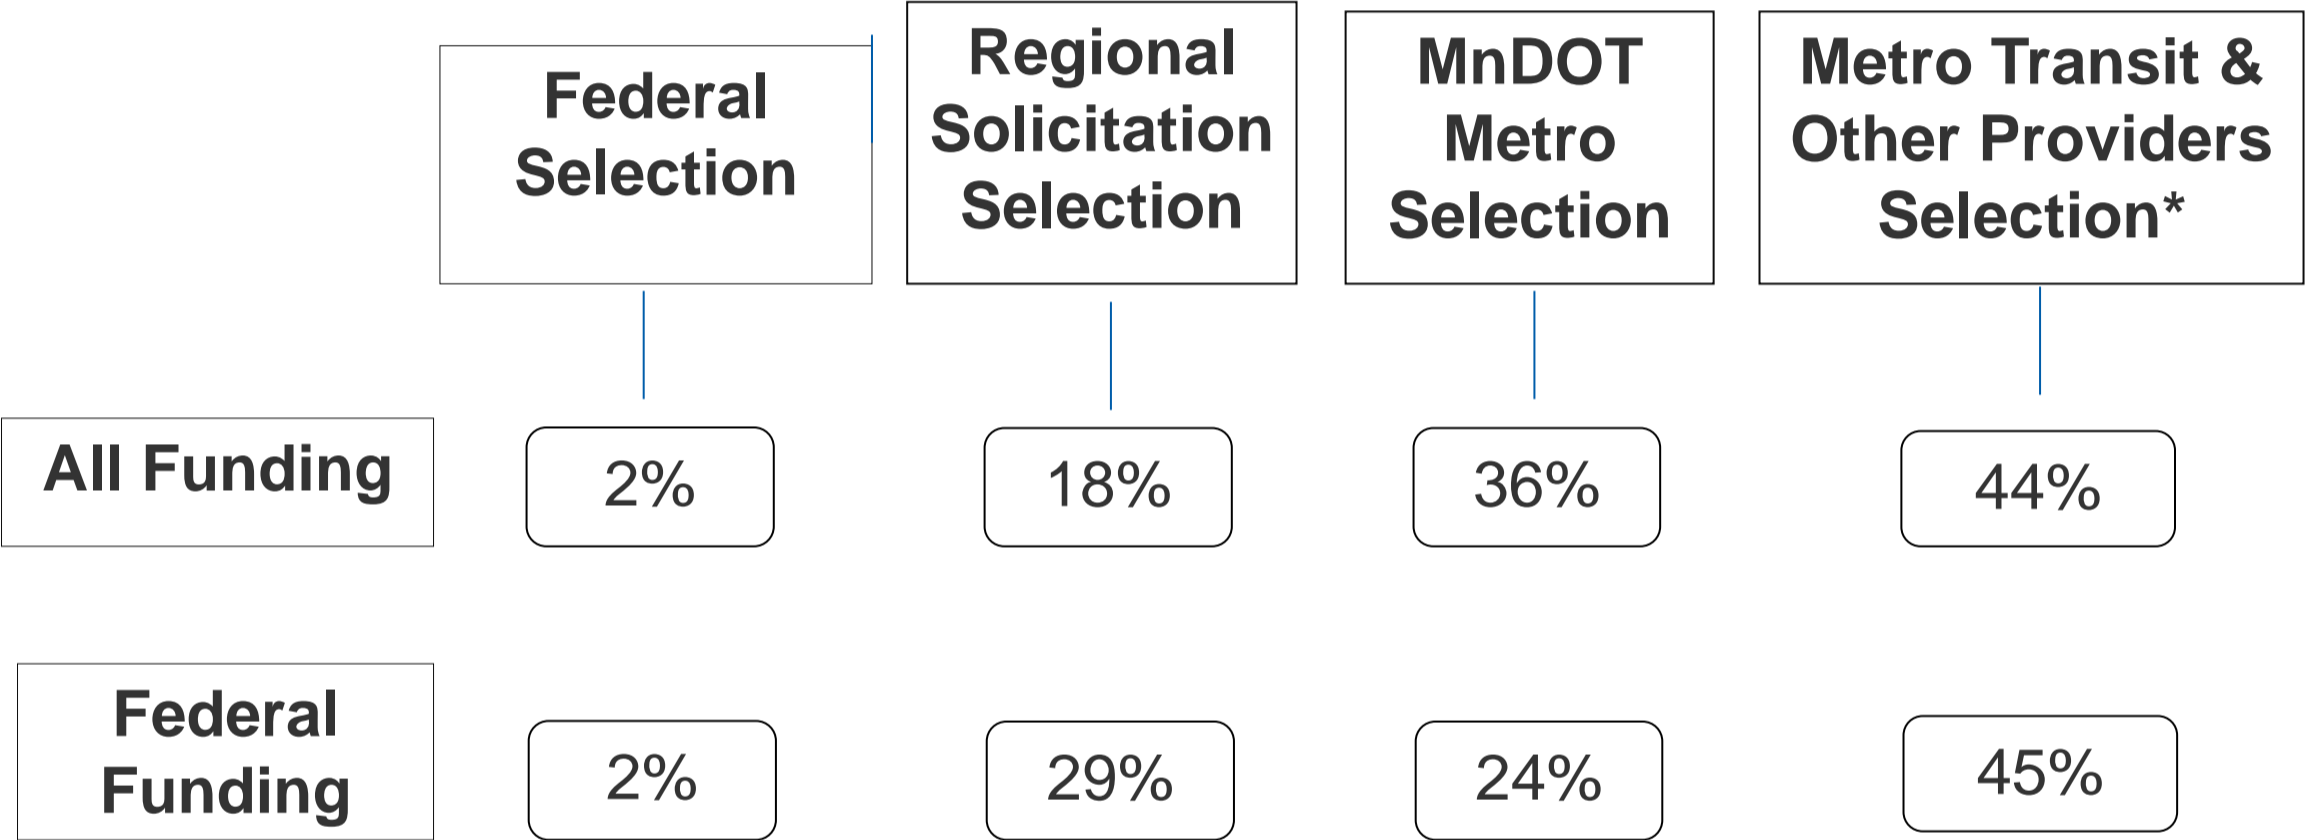 Federal
Selection
Regional
Solicitation
Selection
MnDOT
Metro
Selection
Metro Transit &
Other Providers
Selection*
All Funding
2%
18%
36%
44%
Federal
Funding
2%
29%
24%
45%